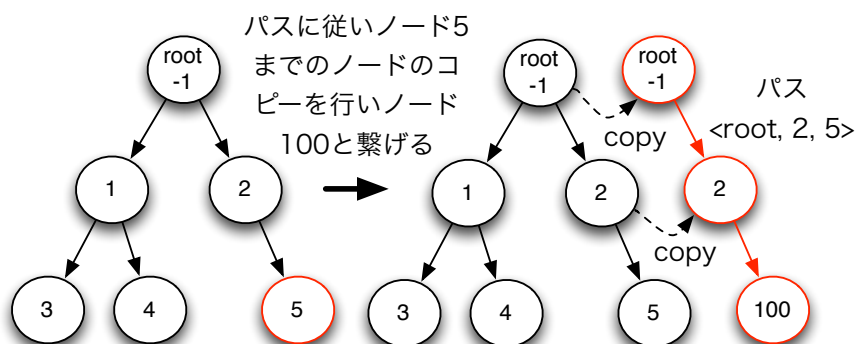 root
-1
1
2
3
4
5
パスに従いノード5
までのノードのコ
ピーを行いノード
100と繋げる
root
-1
root
-1
copy
パス
<root, 2, 5>
1
2
2
copy
3
4
5
100